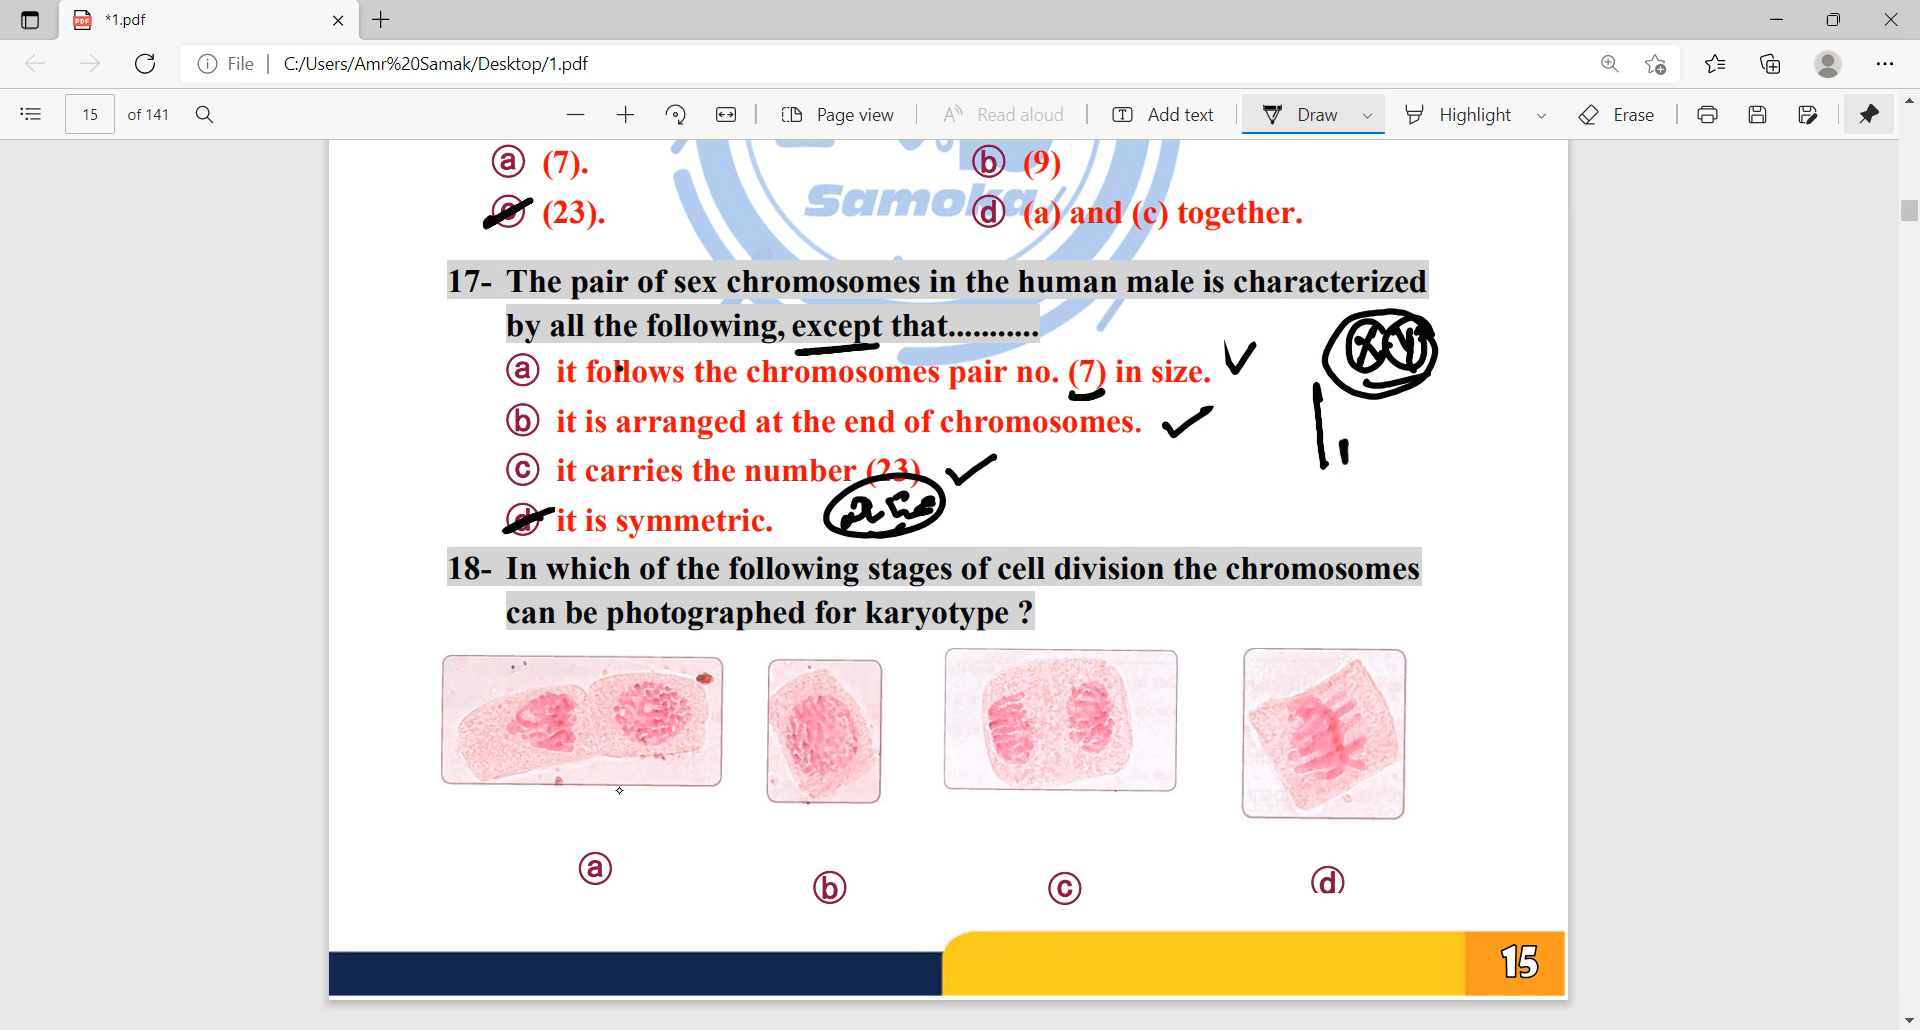 *1.pdf
File
C:/Users/Amr%20Samak/Desktop/1.pdf
15 of 141
Page view
Read aloud
Add text
Draw
Highlight
Erase
Samoka
ⓐ (7). ⓑ (9)
ⓒ (23). ⓓ (a) and (c) together.
17- The pair of sex chromosomes in the human male is characterized
by all the following, except that...........
ⓐ it follows the chromosomes pair no. (7) in size.
X Y
ⓑ it is arranged at the end of chromosomes.
ⓒ it carries the number (23)
ⓓ it is symmetric.
18- In which of the following stages of cell division the chromosomes
can be photographed for karyotype ?
ⓐ
ⓑ
ⓒ
ⓓ
15